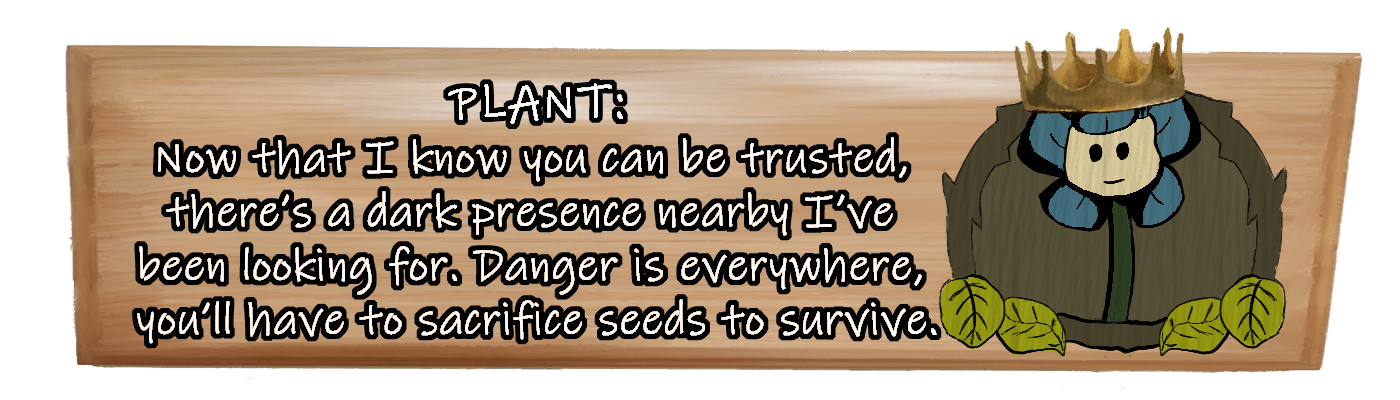 PLANT:
Now that I know you can be trusted,
there's a dark presence nearby I've
been looking for. Danger is everywhere,
you'll have to sacrifice seeds to survive.